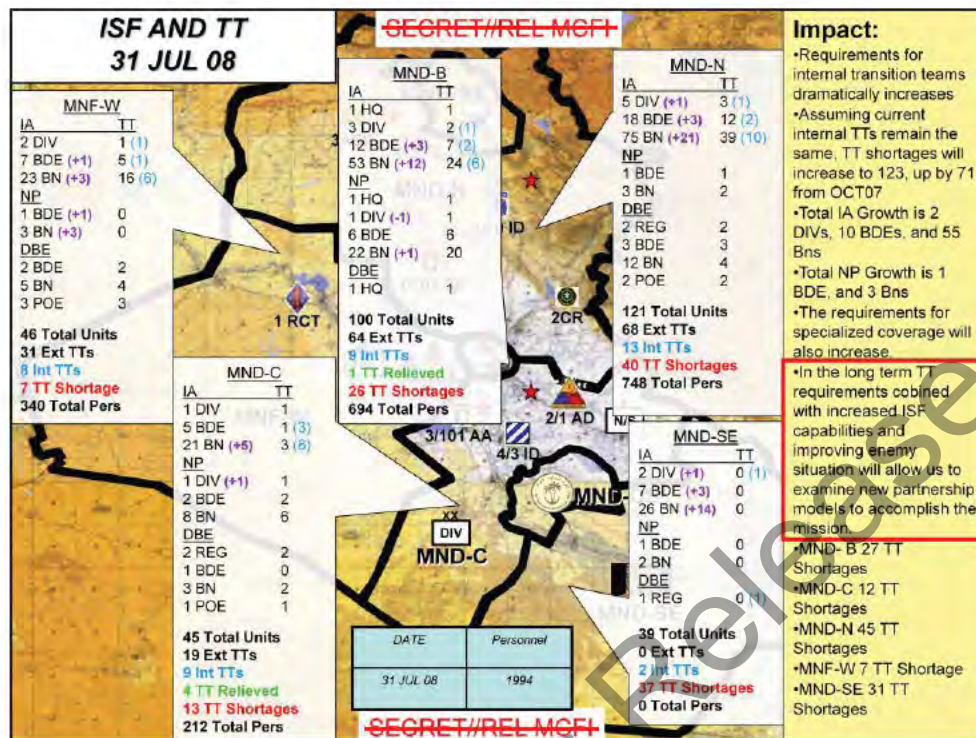 ISF AND TT
31 JUL 08
SECRET//REL MCFI
MNF-W
IA TT
2 DIV 1 (1)
7 BDE (+1) 5 (1)
23 BN (+3) 16 (6)
NP
1 BDE (+1) 0
3 BN (+3) 0
DBE
2 BDE 2
5 BN 4
3 POE 3
46 Total Units
31 Ext TTs
8 Int TTs
7 TT Shortage
340 Total Pers
MND-B
IA TT
1 HQ 1
3 DIV 2 (1)
12 BDE (+3) 7 (2)
53 BN (+12) 24 (6)
NP
1 HQ 1
1 DIV (-1) 1
6 BDE 6
22 BN (+1) 20
DBE
1 HQ 1
100 Total Units
64 Ext TTs
9 Int TTs
1 TT Relieved
26 TT Shortages
694 Total Pers
MND-N
IA TT
5 DIV (+1) 3 (1)
18 BDE (+3) 12 (2)
75 BN (+21) 39 (10)
NP
1 BDE 1
3 BN 2
DBE
2 REG 2
3 BDE 3
12 BN 4
2 POE 2
121 Total Units
68 Ext TTs
13 Int TTs
40 TT Shortages
748 Total Pers
MND-C
IA TT
1 DIV 1
5 BDE 1 (3)
21 BN (+5) 3 (6)
NP
1 DIV (+1) 1
2 BDE 2
8 BN 6
DBE
2 REG 2
1 BDE 0
3 BN 2
1 POE 1
45 Total Units
19 Ext TTs
9 Int TTs
4 TT Relieved
13 TT Shortages
212 Total Pers
MND-SE
IA TT
2 DIV (+1) 0 (1)
7 BDE (+3) 0
26 BN (+14) 0
NP
1 BDE 0
2 BN 0
DBE
1 REG 0 (1)
39 Total Units
0 Ext TTs
2 Int TTs
37 TT Shortages
0 Total Pers
ID
1 RCT
2CR
2/1 AD
3/101 AA
4/3 ID
MND-
XX
DIV
MND-C
MND-SE
DATE Personnel
31 JUL 08 1994
SECRET//REL MCFI
Impact:
•Requirements for
internal transition teams
dramatically increases
•Assuming current
internal TTs remain the
same, TT shortages will
increase to 123, up by 71
from OCT07
•Total IA Growth is 2
DIVs, 10 BDEs, and 55
Bns
•Total NP Growth is 1
BDE, and 3 Bns
•The requirements for
specialized coverage will
also increase.
•In the long term TT
requirements cobined
with increased ISF
capabilities and
improving enemy
situation will allow us to
examine new partnership
models to accomplish the
mission.
•MND- B 27 TT
Shortages
•MND-C 12 TT
Shortages
•MND-N 45 TT
Shortages
•MNF-W 7 TT Shortage
•MND-SE 31 TT
Shortages
Release